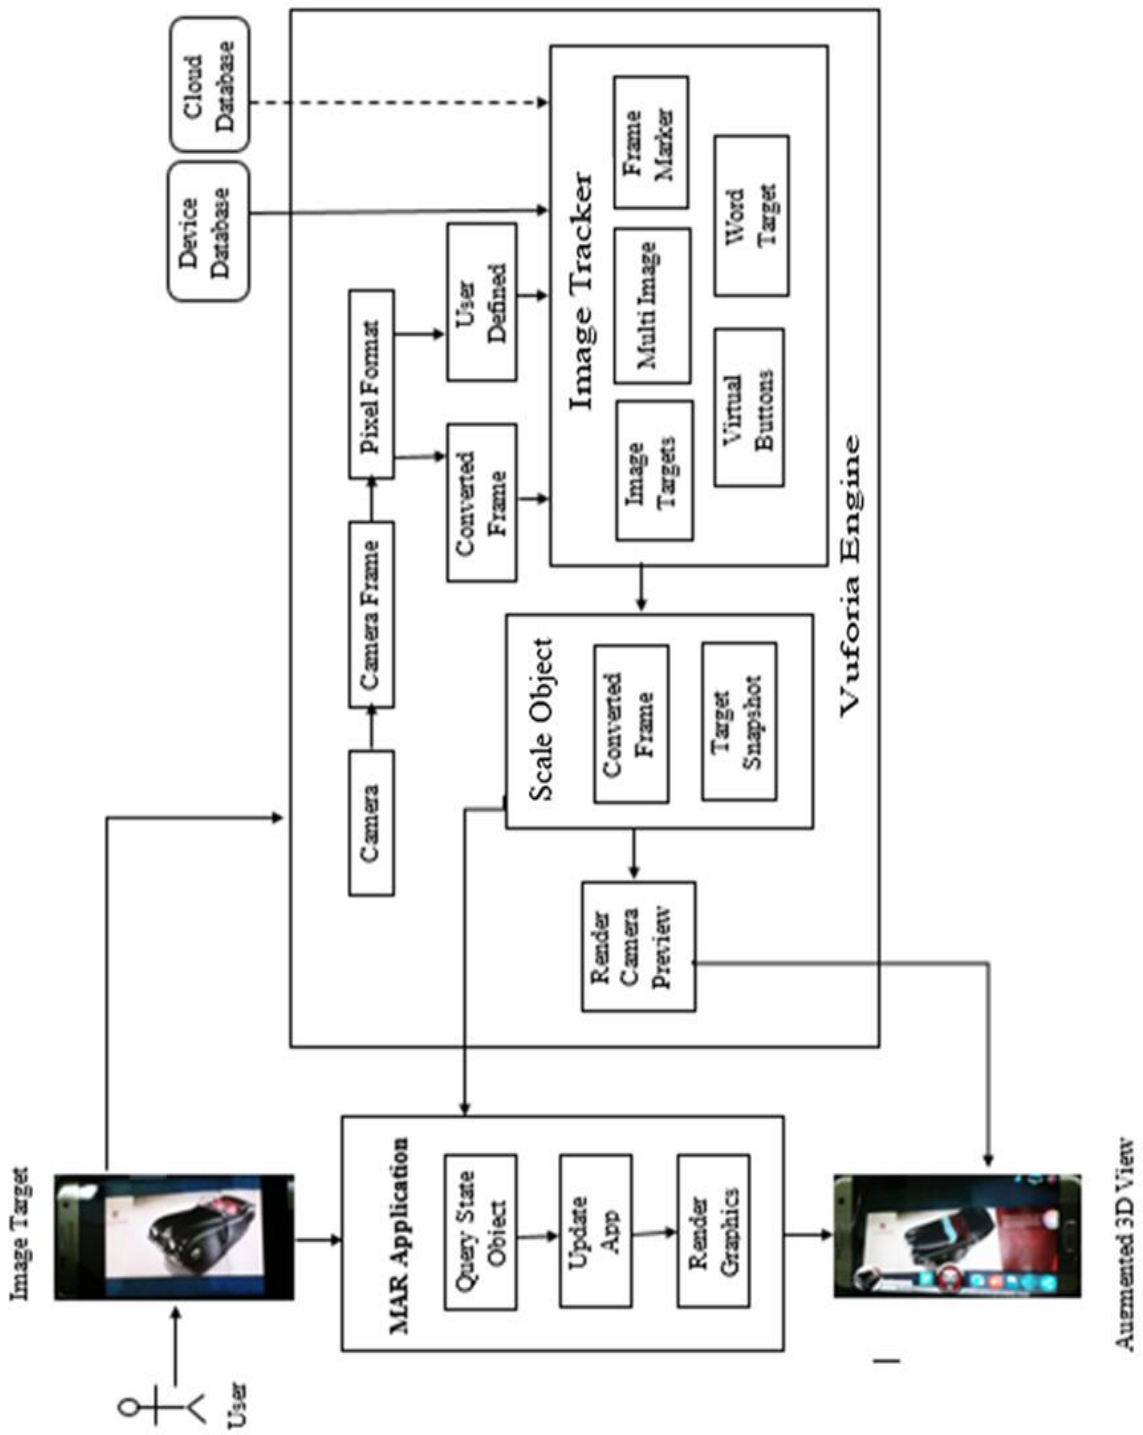 Image Target
User
MAR Application
Query State
Object
Update
App
Render
Graphics
Augmented 3D View
Camera
Camera Frame
Pixel Format
Converted
Frame
User
Defined
Device
Database
Cloud
Database
Image Tracker
Image
Targets
Multi Image
Frame
Marker
Virtual
Buttons
Word
Target
Scale Object
Converted
Frame
Target
Snapshot
Render
Camera
Preview
Vuforia Engine